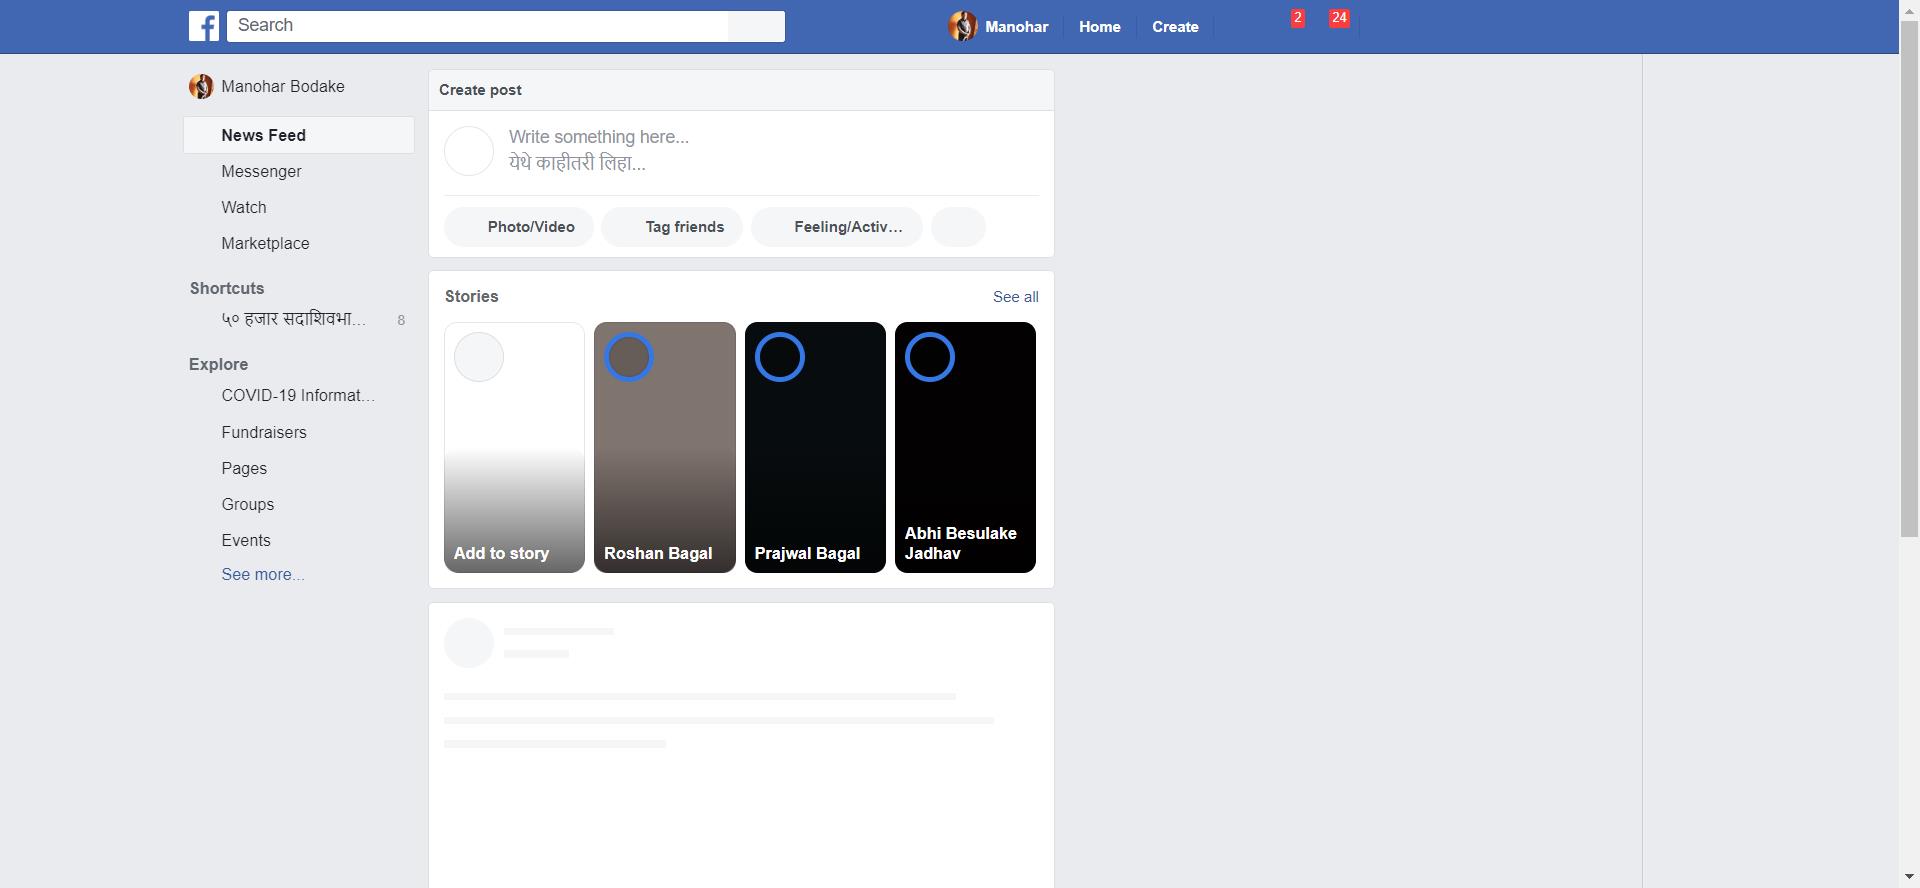 Search
Manohar
Home
Create
2
24
Manohar Bodake
News Feed
Messenger
Watch
Marketplace
Shortcuts
५० हजार सदाशिवभा...
8
Explore
COVID-19 Informat...
Fundraisers
Pages
Groups
Events
See more...
Create post
Write something here...
येथे काहीतरी लिहा...
Photo/Video
Tag friends
Feeling/Activ...
Stories
See all
Add to story
Roshan Bagal
Prajwal Bagal
Abhi Besulake
Jadhav